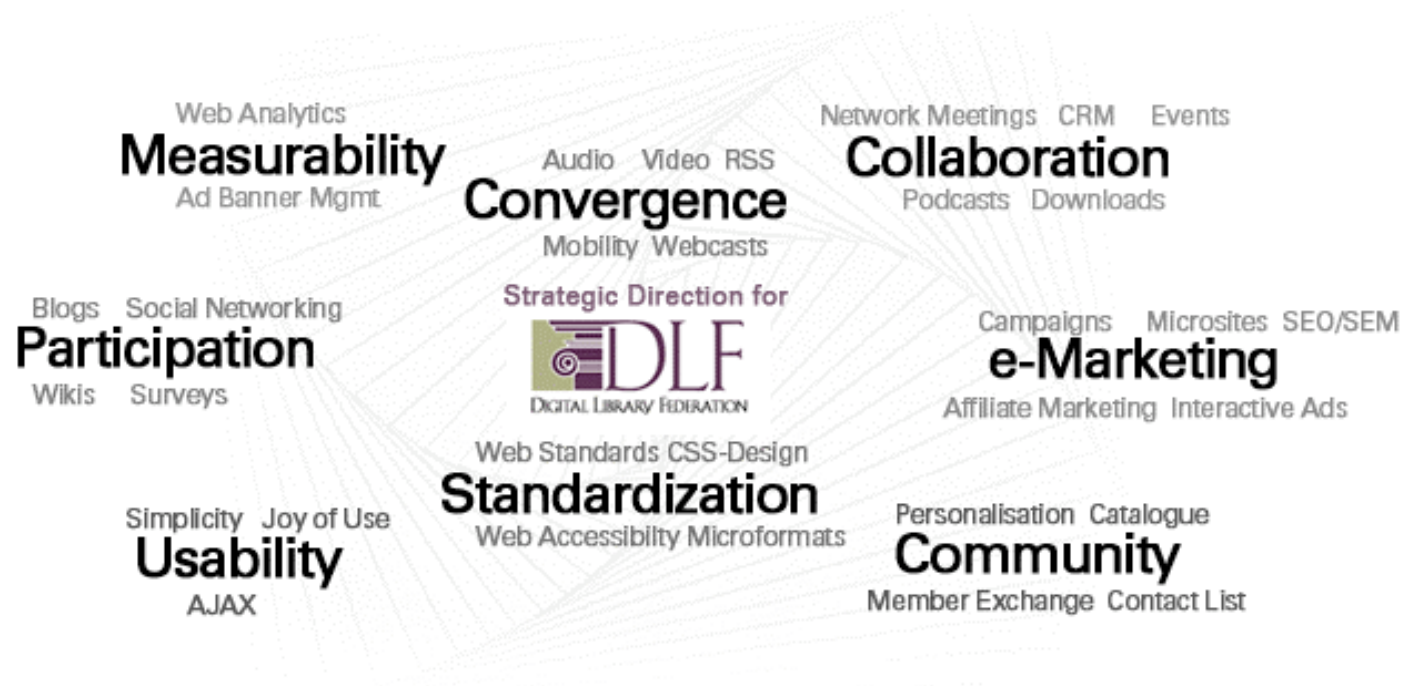 Web Analytics
Measurability
Ad Banner Mgmt
Audio Video RSS
Convergence
Mobility Webcasts
Network Meetings CRM Events
Collaboration
Podcasts Downloads
Blogs Social Networking
Participation
Wikis Surveys
Strategic Direction for
DLF
DIGITAL LIBRARY FEDERATION
Campaigns Microsites SEO/SEM
e-Marketing
Affiliate Marketing Interactive Ads
Simplicity Joy of Use
Usability
AJAX
Web Standards CSS-Design
Standardization
Web Accessibilty Microformats
Personalisation Catalogue
Community
Member Exchange Contact List